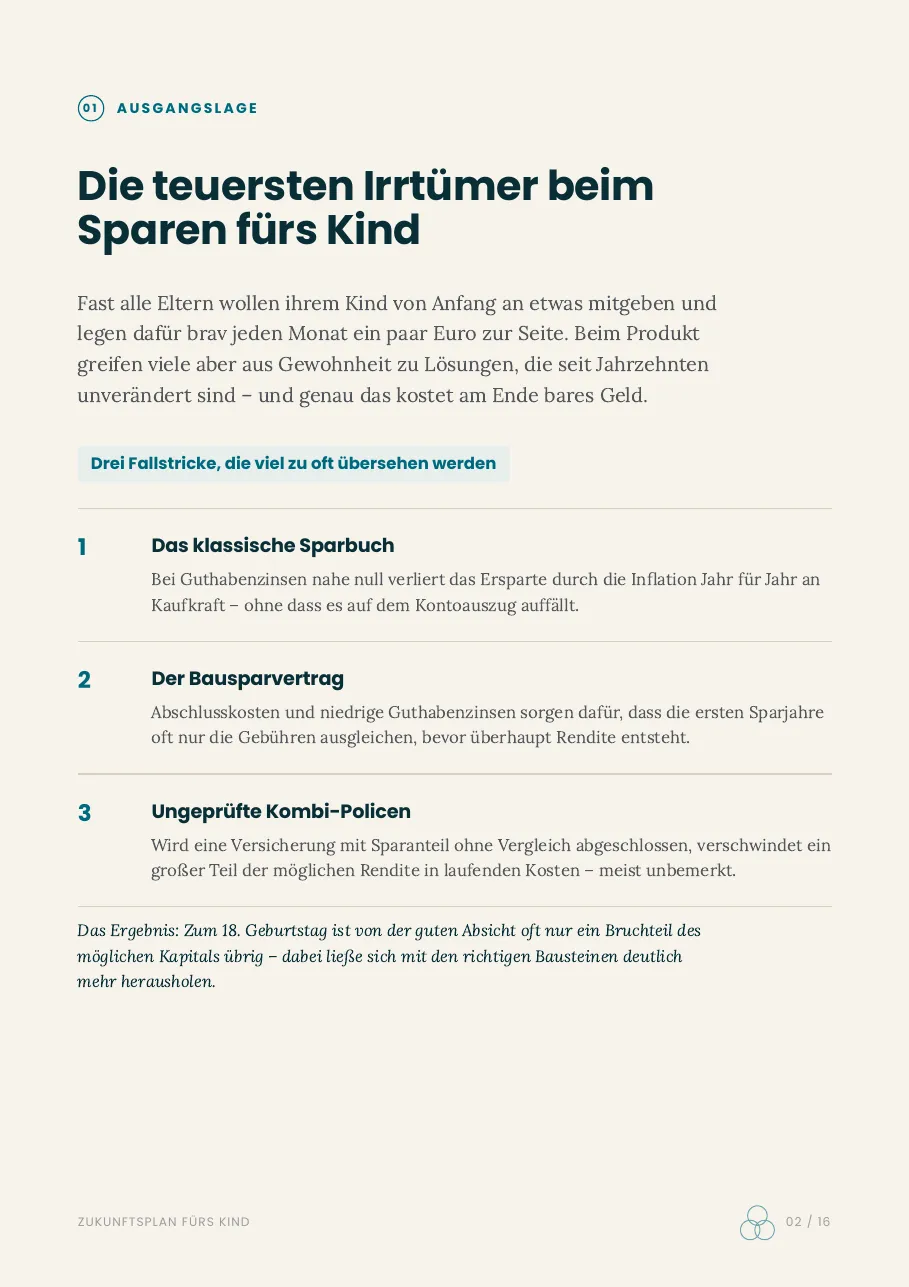 01 AUSGANGSLAGE
Die teuersten Irrtümer beim
Sparen fürs Kind
Fast alle Eltern wollen ihrem Kind von Anfang an etwas mitgeben und
legen dafür brav jeden Monat ein paar Euro zur Seite. Beim Produkt
greifen viele aber aus Gewohnheit zu Lösungen, die seit Jahrzehnten
unverändert sind – und genau das kostet am Ende bares Geld.
Drei Fallstricke, die viel zu oft übersehen werden
1 Das klassische Sparbuch
Bei Guthabenzinsen nahe null verliert das Ersparte durch die Inflation Jahr für Jahr an
Kaufkraft – ohne dass es auf dem Kontoauszug auffällt.
2 Der Bausparvertrag
Abschlusskosten und niedrige Guthabenzinsen sorgen dafür, dass die ersten Sparjahre
oft nur die Gebühren ausgleichen, bevor überhaupt Rendite entsteht.
3 Ungeprüfte Kombi-Policen
Wird eine Versicherung mit Sparanteil ohne Vergleich abgeschlossen, verschwindet ein
großer Teil der möglichen Rendite in laufenden Kosten – meist unbemerkt.
Das Ergebnis: Zum 18. Geburtstag ist von der guten Absicht oft nur ein Bruchteil des
möglichen Kapitals übrig – dabei ließe sich mit den richtigen Bausteinen deutlich
mehr herausholen.
ZUKUNFTSPLAN FÜRS KIND
02 / 16